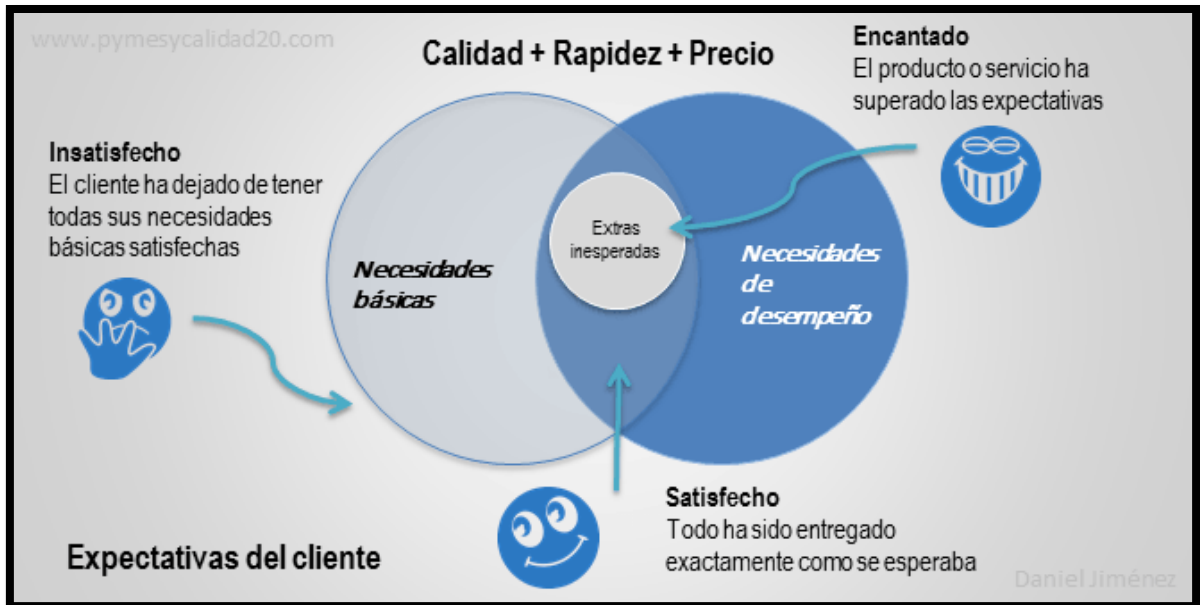 www.pymesycalidad20.com
Calidad + Rapidez + Precio
Encantado
El producto o servicio ha
superado las expectativas
Insatisfecho
El cliente ha dejado de tener
todas sus necesidades
básicas satisfechas
Extras
inesperadas
Necesidades
básicas
Necesidades
de
desempeño
Satisfecho
Todo ha sido entregado
exactamente como se esperaba
Expectativas del cliente
Daniel Jiménez